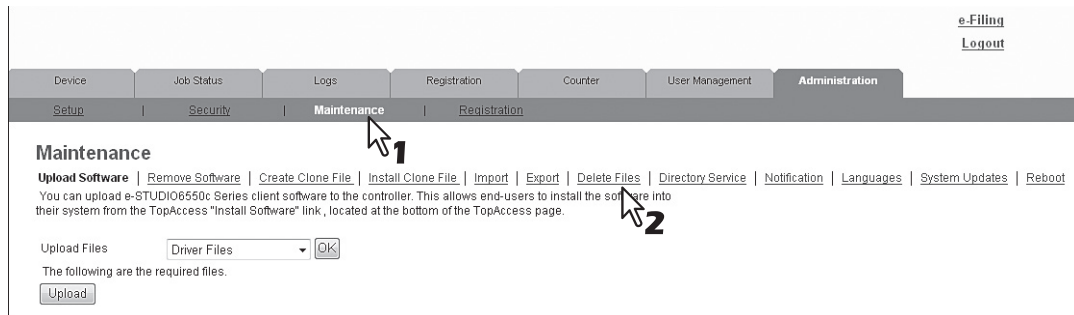 e-Filing
Logout
Device Job Status Logs Registration Counter User Management Administration
Setup | Security | Maintenance | Registration
1
Maintenance
Upload Software | Remove Software | Create Clone File | Install Clone File | Import | Export | Delete Files | Directory Service | Notification | Languages | System Updates | Reboot
You can upload e-STUDIO6550c Series client software to the controller. This allows end-users to install the software into
their system from the TopAccess "Install Software" link , located at the bottom of the TopAccess page.
2
Upload Files Driver Files OK
The following are the required files.
Upload